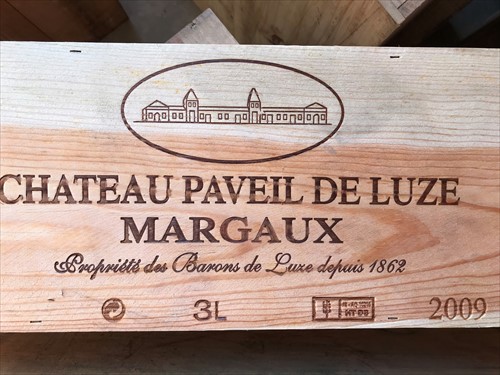 CHATEAU PAVEIL DE LUZE
MARGAUX
Propriété des Barons de Luze depuis 1862
3L 2009